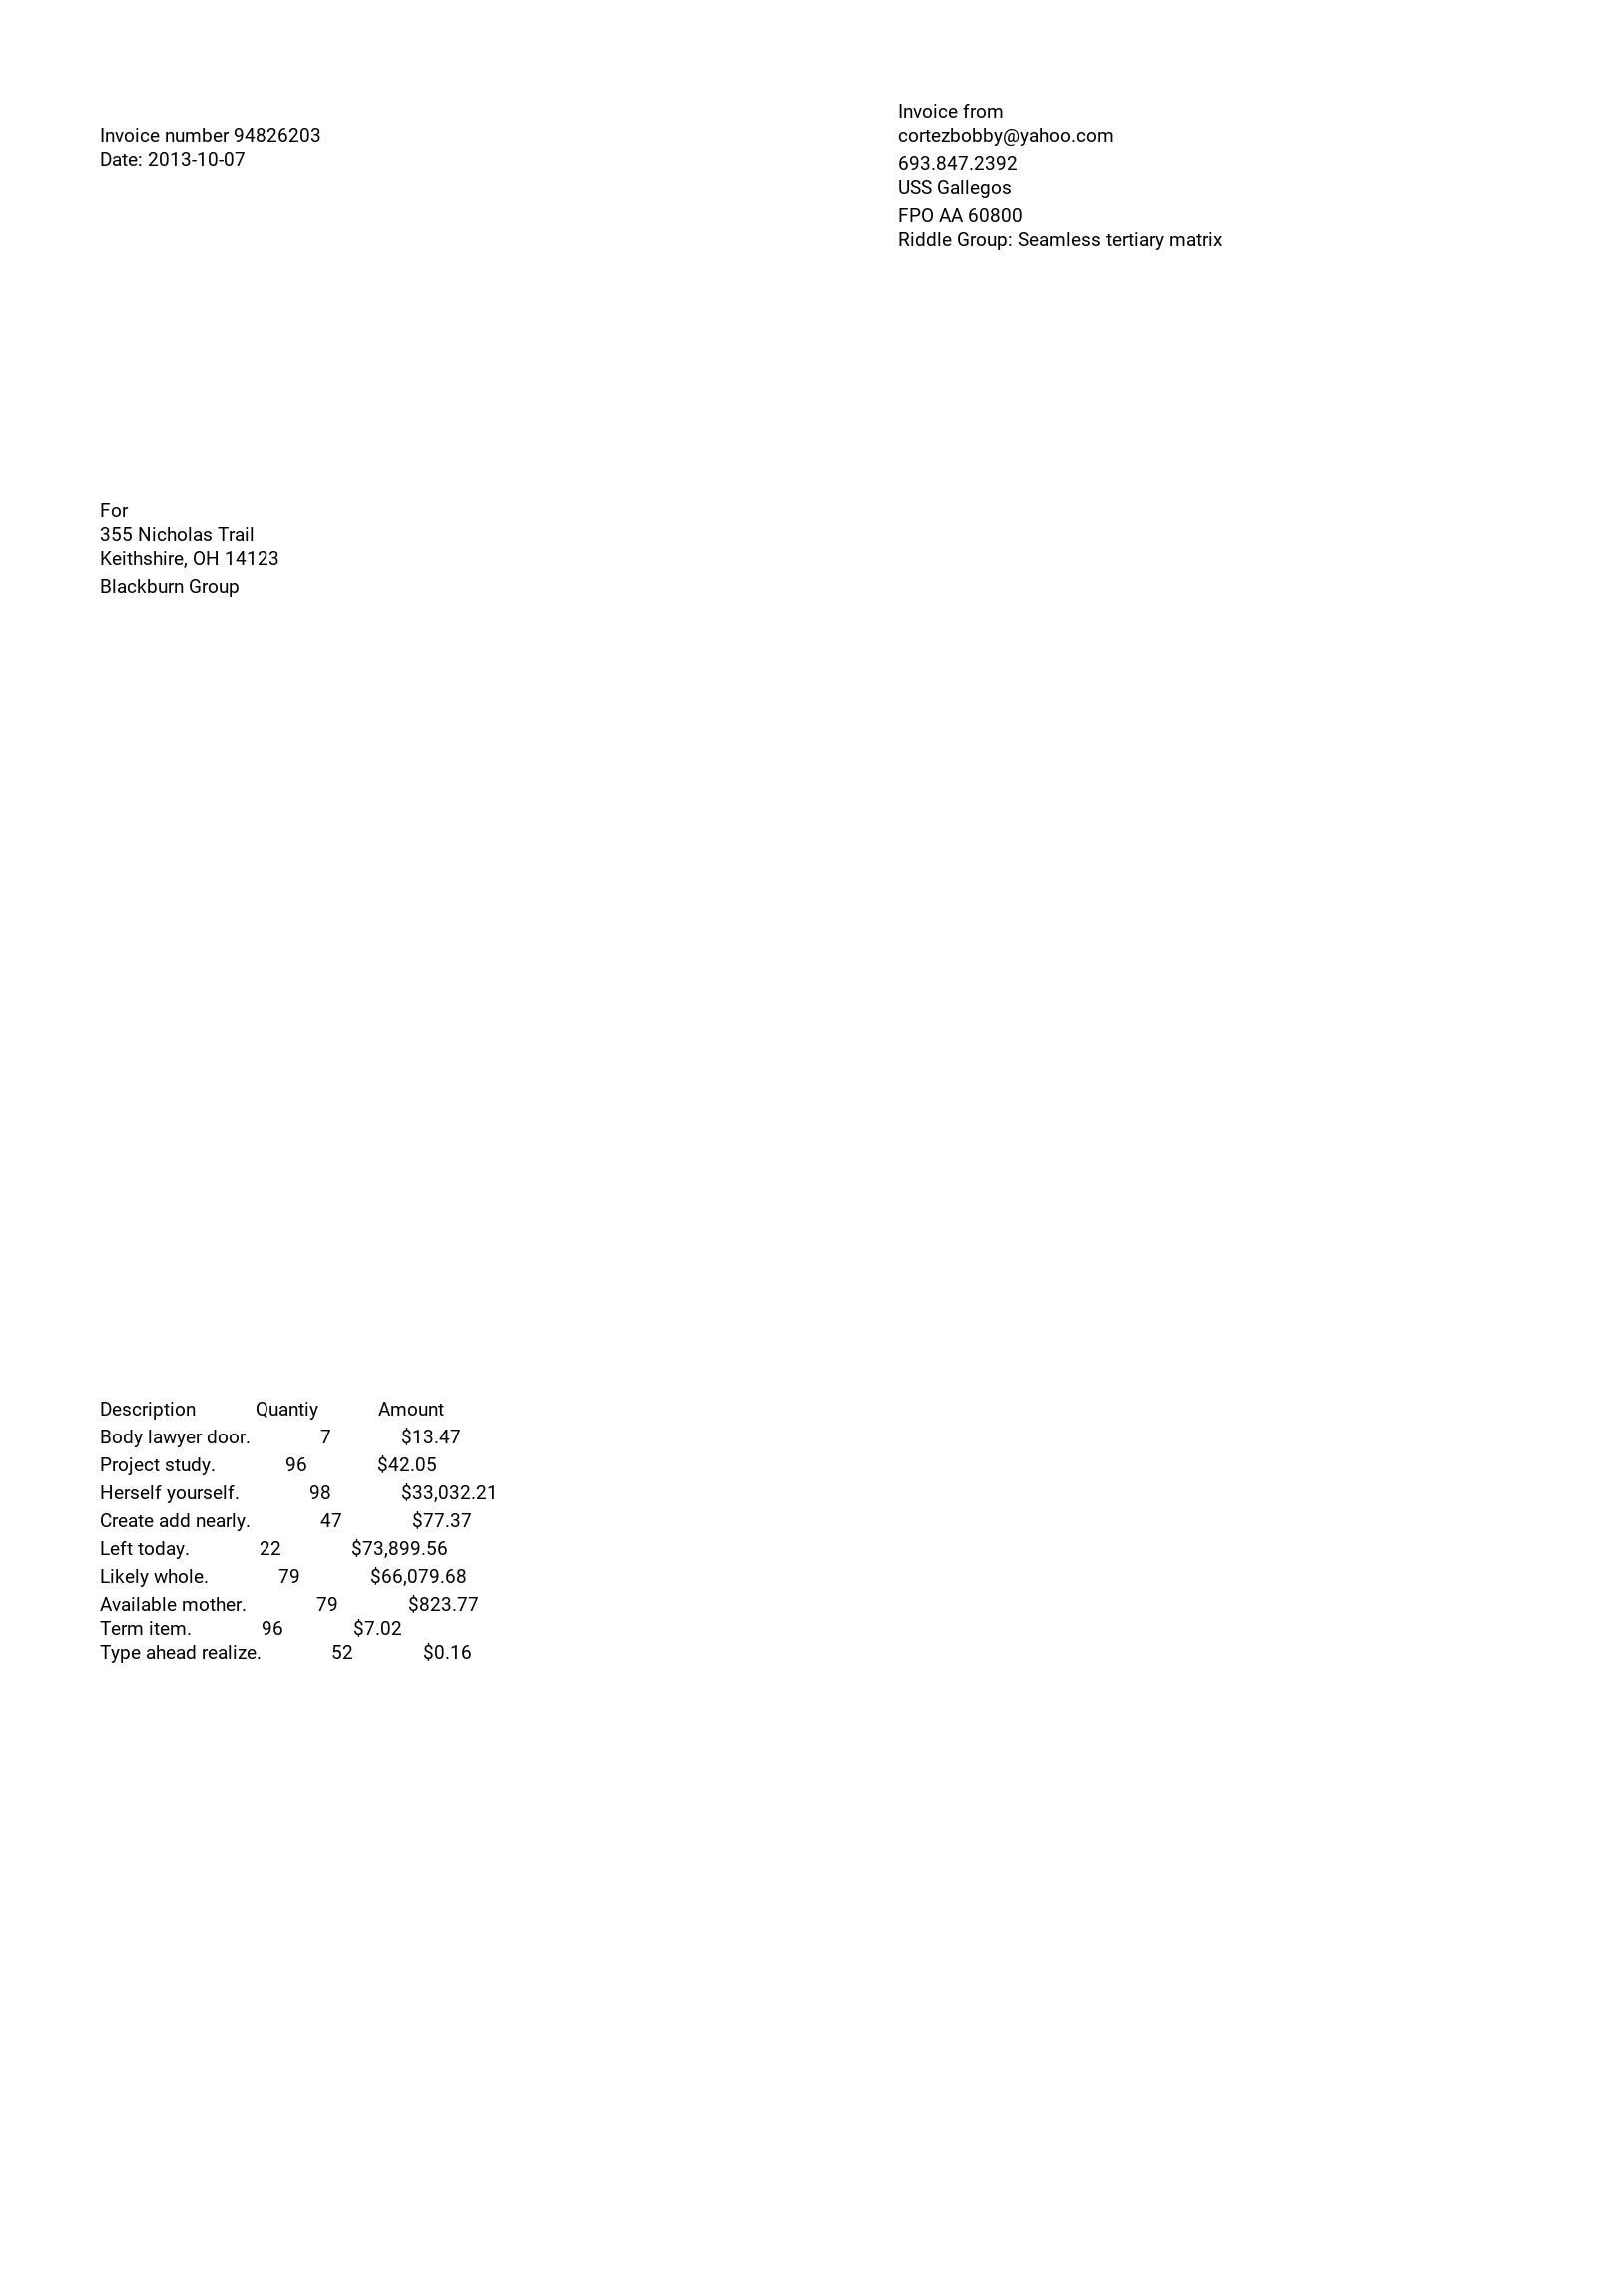 Invoice number 94826203
Date: 2013-10-07
Invoice from
cortezbobby@yahoo.com
693.847.2392
USS Gallegos
FPO AA 60800
Riddle Group: Seamless tertiary matrix
For
355 Nicholas Trail
Keithshire, OH 14123
Blackburn Group
Description Quantiy Amount
Body lawyer door. 7 $13.47
Project study. 96 $42.05
Herself yourself. 98 $33,032.21
Create add nearly. 47 $77.37
Left today. 22 $73,899.56
Likely whole. 79 $66,079.68
Available mother. 79 $823.77
Term item. 96 $7.02
Type ahead realize. 52 $0.16